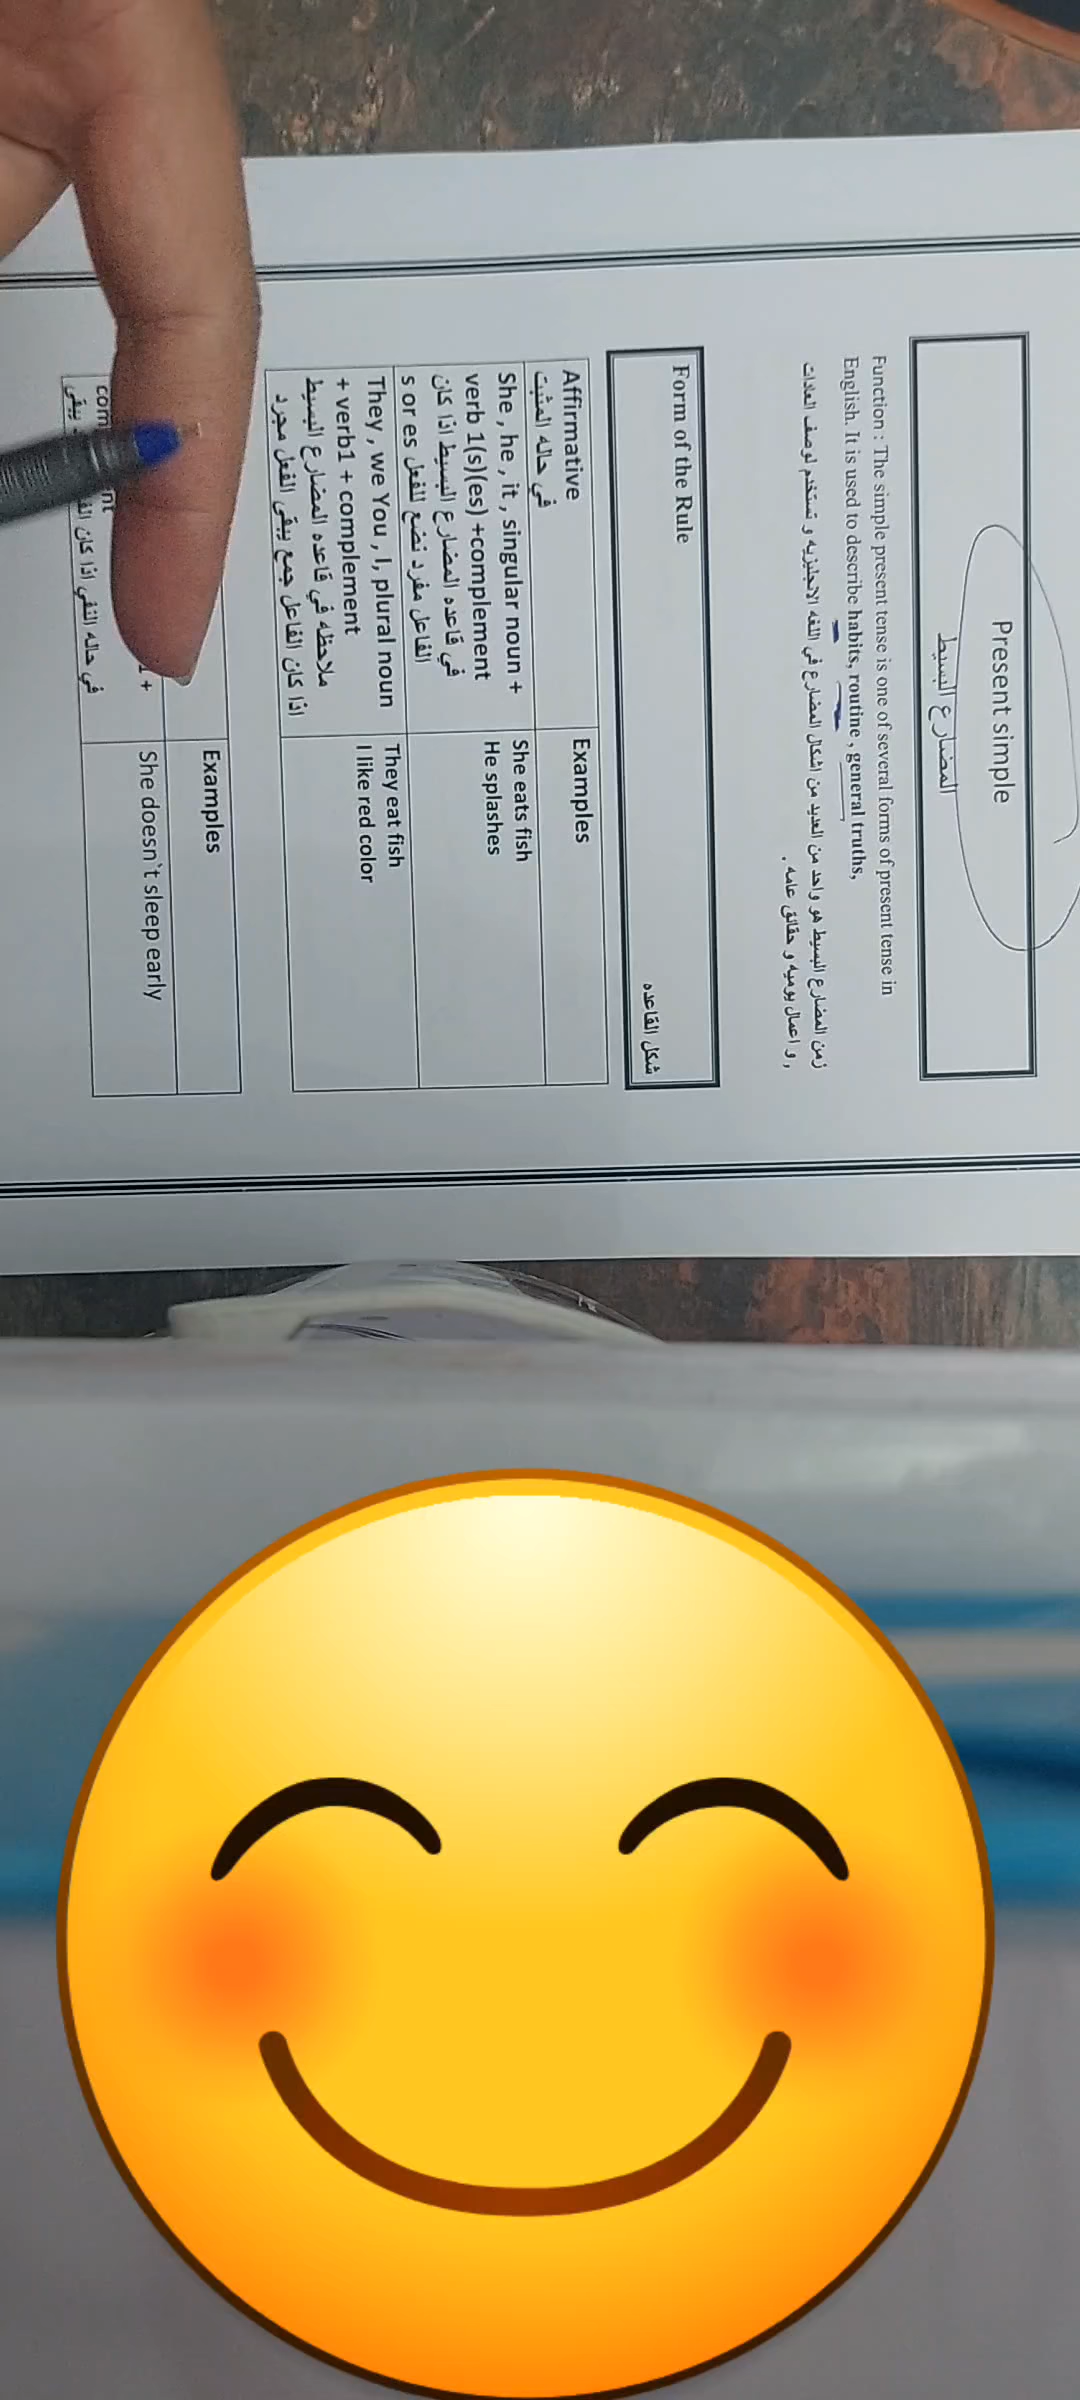 Present simple
المضارع البسيط
Function : The simple present tense is one of several forms of present tense in
English. It is used to describe habits, routine , general truths,
زمن المضارع البسيط هو واحد من العديد من اشكال المضارع في اللغه الانجليزيه و تستخدم لوصف العادات
, و اعمال يوميه و حقائق عامه .
Form of the Rule
شكل القاعده
Affirmative
في حاله المثبت
Examples
She , he , it , singular noun +
verb 1(s)(es) +complement
في قاعده المضارع البسيط اذا كان
الفاعل مفرد نضع للفعل s or es
She eats fish
He splashes
They , we You , I, plural noun
+ verb1 + complement
ملاحظه في قاعده المضارع البسيط
اذا كان الفاعل جمع يبقى الفعل مجرد
They eat fish
I like red color
Examples
+
في حاله النفي اذا كان
يبقى
She doesn`t sleep early